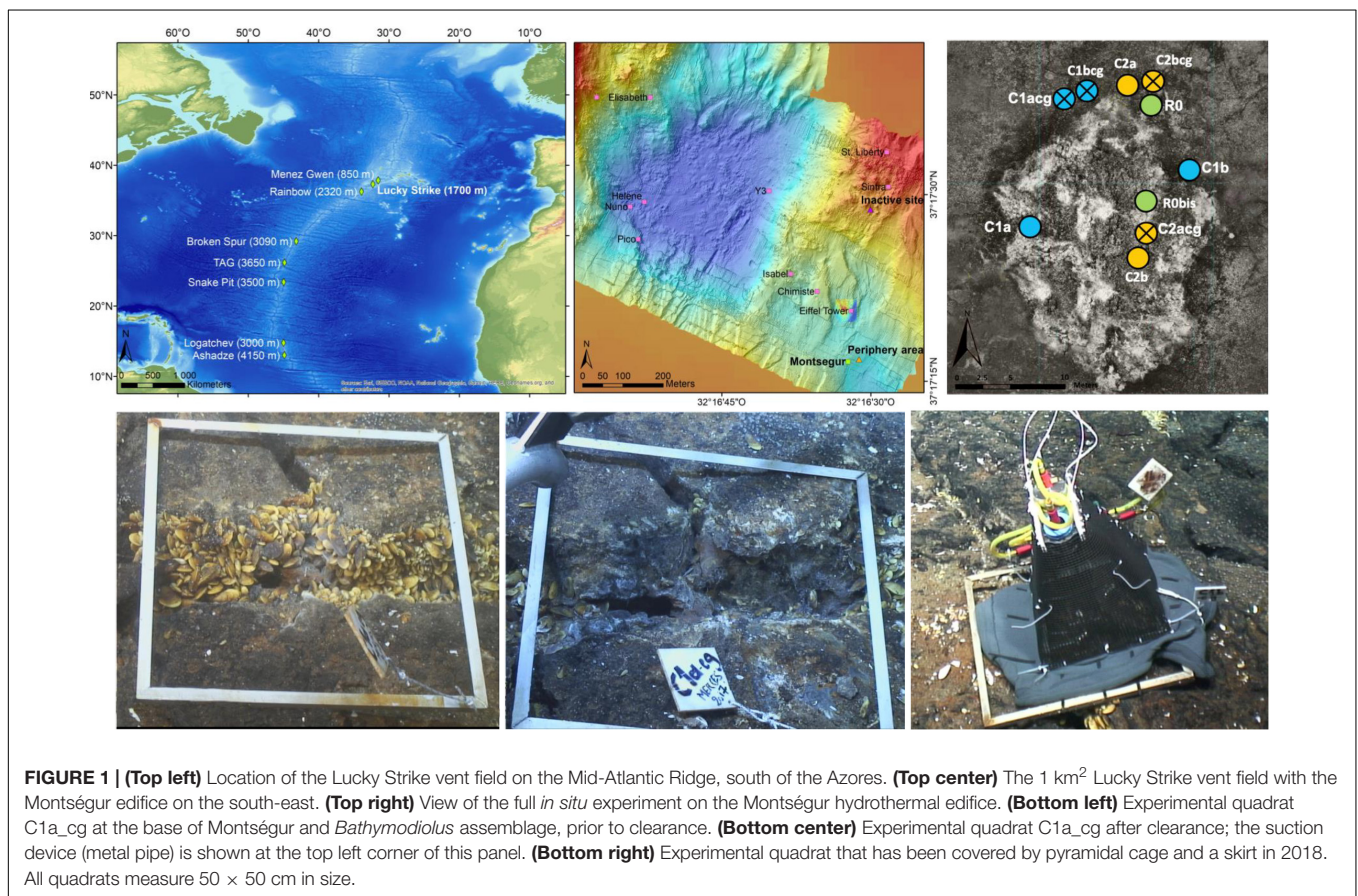 60°O 50°O 40°O 30°O 20°O 10°O
50°N
40°N
30°N
20°N
10°N
Menez Gwen (850 m)
Lucky Strike (1700 m)
Rainbow (2320 m)
Broken Spur (3090 m)
TAG (3650 m)
Snake Pit (3500 m)
Logatchev (3000 m)
Ashadze (4150 m)
N
0 500 1 000
Kilometers
Elisabeth
St. Liberty
Y3
Sintra
Inactive site
Helene
Nuno
Pico
Isabel
Chimiste
Eiffel Tower
Periphery area
Montsegur
N
0 50 100 200
Meters
37°17'30"N
37°17'15"N
32°16'45"O 32°16'30"O
C2a
C2bcg
C1bcg
C1acg
R0
C1b
R0bis
C1a
C2acg
C2b
N
Meters
MERCES
2017
FIGURE 1 | (Top left) Location of the Lucky Strike vent field on the Mid-Atlantic Ridge, south of the Azores. (Top center) The 1 km² Lucky Strike vent field with the
Montségur edifice on the south-east. (Top right) View of the full in situ experiment on the Montségur hydrothermal edifice. (Bottom left) Experimental quadrat
C1a_cg at the base of Montségur and Bathymodiolus assemblage, prior to clearance. (Bottom center) Experimental quadrat C1a_cg after clearance; the suction
device (metal pipe) is shown at the top left corner of this panel. (Bottom right) Experimental quadrat that has been covered by pyramidal cage and a skirt in 2018.
All quadrats measure 50 × 50 cm in size.